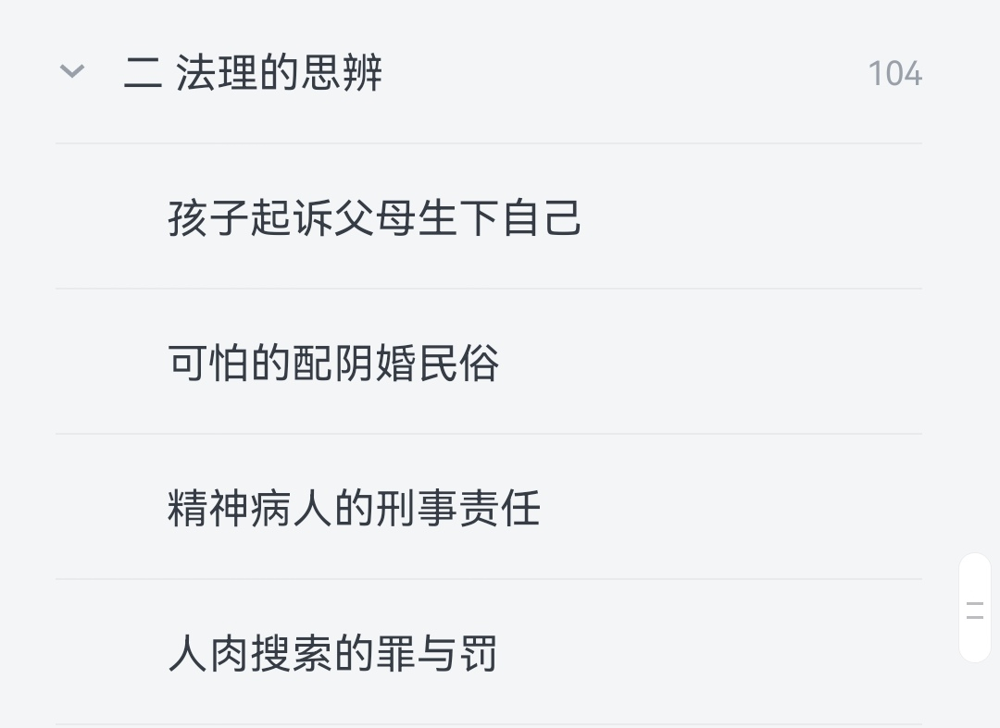 二 法理的思辨 104
孩子起诉父母生下自己
可怕的配阴婚民俗
精神病人的刑事责任
人肉搜索的罪与罚